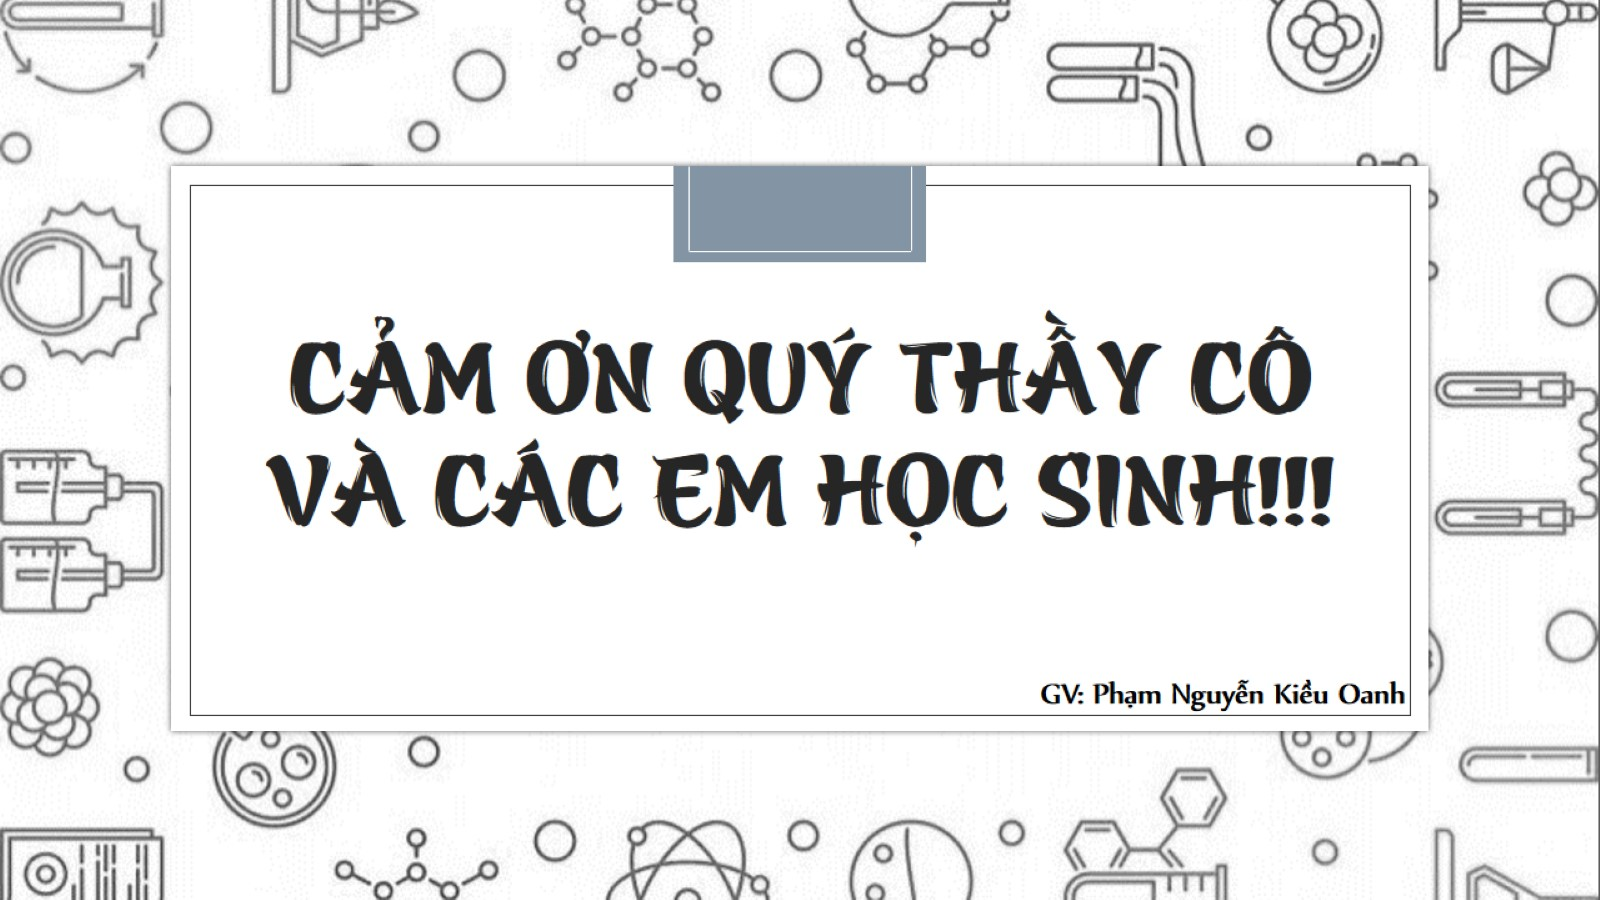 CẢM ƠN QUÝ THẦY CÔ
VÀ CÁC EM HỌC SINH!!!
GV: Phạm Nguyễn Kiều Oanh